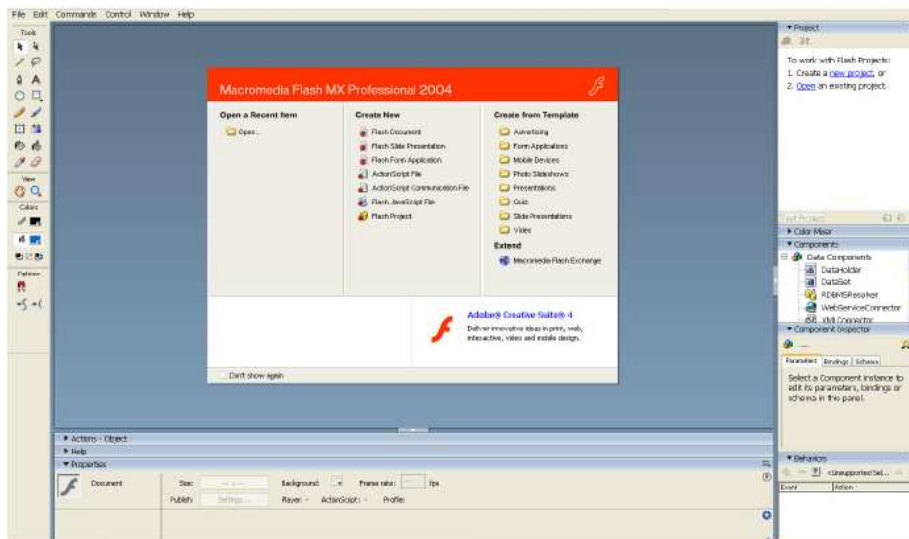 File Edit Commands Control Window Help
Tools
View
Colors
Options
Macromedia Flash MX Professional 2004
Open a Recent Item
Open...
Create New
Flash Document
Flash Slide Presentation
Flash Form Application
ActionScript File
ActionScript Communication File
Flash JavaScript File
Flash Project
Create from Template
Advertising
Form Applications
Mobile Devices
Photo Slideshows
Presentations
Quiz
Slide Presentations
Video
Extend
Macromedia Flash Exchange
Adobe® Creative Suite® 4
Deliver innovative ideas in print, web,
interactive, video and mobile design.
Don't show again
Actions - Object
Help
Properties
Document
Size:
Background:
Frame rate:
fps
Publish:
Settings...
Player:
ActionScript:
Profile:
Project
To work with Flash Projects:
1. Create a new project, or
2. Open an existing project.
Test Project
Color Mixer
Components
Data Components
DataHolder
DataSet
RDBMSResolver
WebServiceConnector
XMLConnector
Component Inspector
Parameters Bindings Schema
Select a Component instance to
edit its parameters, bindings or
schema in this panel.
Behaviors
<Unsupported Sel...
Event Action